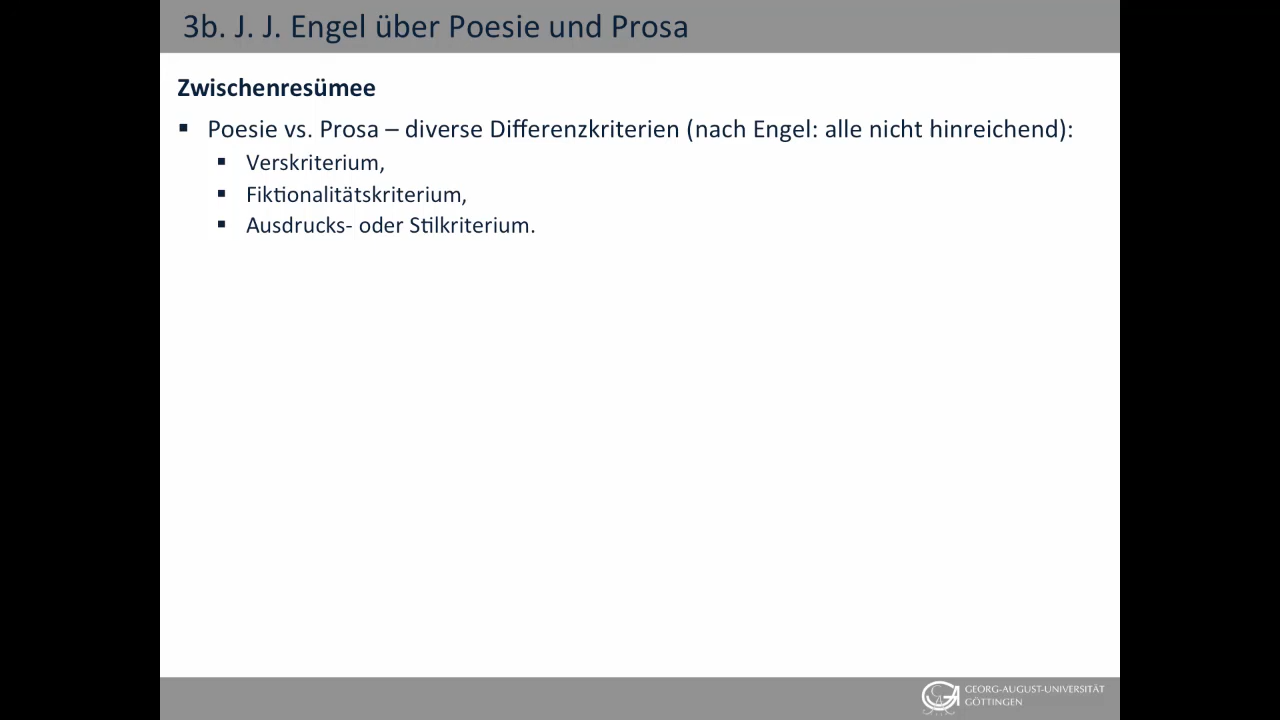 3b. J. J. Engel über Poesie und Prosa
Zwischenresümee
▪ Poesie vs. Prosa – diverse Differenzkriterien (nach Engel: alle nicht hinreichend):
▪ Verskriterium,
▪ Fiktionalitätskriterium,
▪ Ausdrucks- oder Stilkriterium.
GEORG-AUGUST-UNIVERSITÄT
GÖTTINGEN